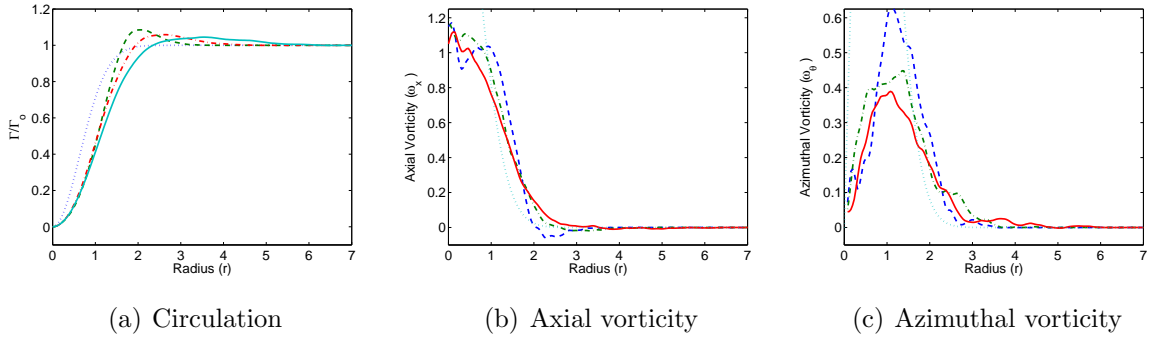 1.2
1
0.8
0.6
0.4
0.2
0
Γ/Γo
0 1 2 3 4 5 6 7
Radius (r)
(a) Circulation
1.2
1
0.8
0.6
0.4
0.2
0
Axial Vorticity (ωx)
0 1 2 3 4 5 6 7
Radius (r)
(b) Axial vorticity
0.6
0.5
0.4
0.3
0.2
0.1
0
Azimuthal Vorticity (ωθ)
0 1 2 3 4 5 6 7
Radius (r)
(c) Azimuthal vorticity